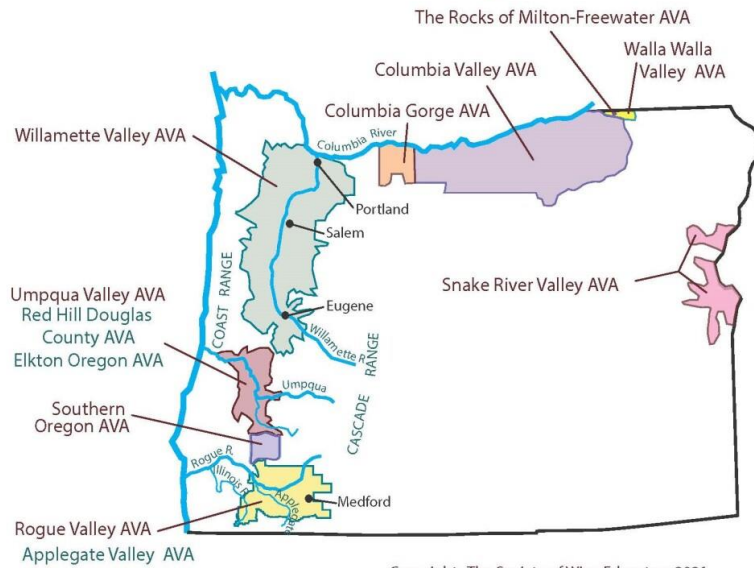 The Rocks of Milton-Freewater AVA
Walla Walla
Valley AVA
Columbia Valley AVA
Columbia Gorge AVA
Willamette Valley AVA
Columbia River
Portland
Salem
COAST RANGE
Snake River Valley AVA
Umpqua Valley AVA
Red Hill Douglas
County AVA
Elkton Oregon AVA
Eugene
Willamette R.
CASCADE RANGE
Umpqua
Southern
Oregon AVA
Rogue R.
Illinois R.
Applegate
Medford
Rogue Valley AVA
Applegate Valley AVA